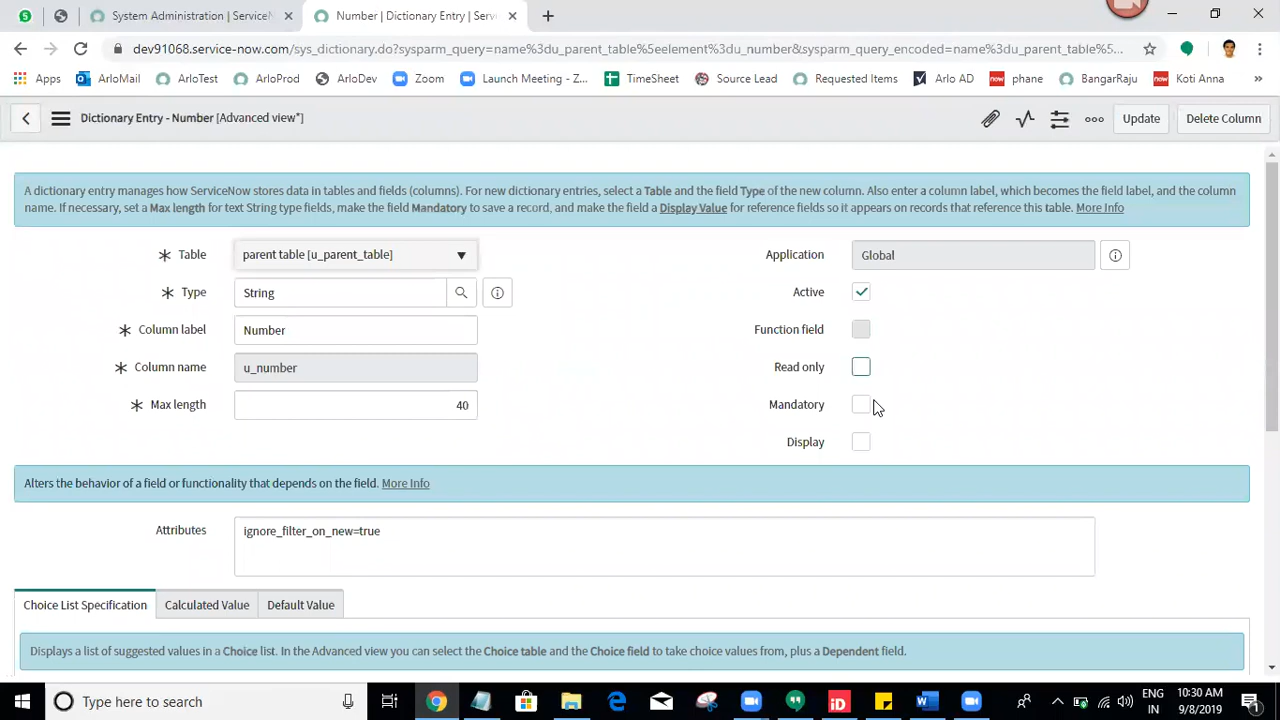 System Administration | ServiceN
Number | Dictionary Entry | Serv
dev91068.service-now.com/sys_dictionary.do?sysparm_query=name%3du_parent_table%5eelement%3du_number&sysparm_query_encoded=name%3du_parent_table%5...
Apps
ArloMail
ArloTest
ArloProd
ArloDev
Zoom
Launch Meeting - Z...
TimeSheet
Source Lead
Requested Items
Arlo AD
now
phane
BangarRaju
now
Koti Anna
Dictionary Entry - Number [Advanced view*]
Update
Delete Column
A dictionary entry manages how ServiceNow stores data in tables and fields (columns). For new dictionary entries, select a Table and the field Type of the new column. Also enter a column label, which becomes the field label, and the column
name. If necessary, set a Max length for text String type fields, make the field Mandatory to save a record, and make the field a Display Value for reference fields so it appears on records that reference this table. More Info
Table
parent table [u_parent_table]
Application
Global
Type
String
Active
Column label
Number
Function field
Column name
u_number
Read only
Max length
40
Mandatory
Display
Alters the behavior of a field or functionality that depends on the field. More Info
Attributes
ignore_filter_on_new=true
Choice List Specification
Calculated Value
Default Value
Displays a list of suggested values in a Choice list. In the Advanced view you can select the Choice table and the Choice field to take choice values from, plus a Dependent field.
Type here to search
ENG
IN
10:30 AM
9/8/2019